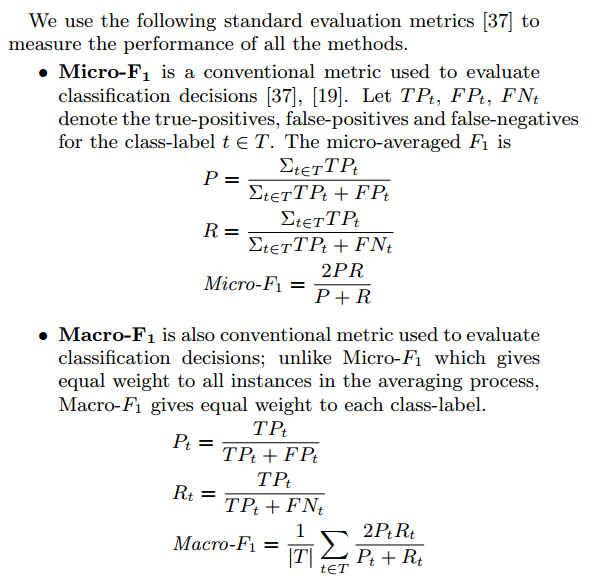 We use the following standard evaluation metrics [37] to
measure the performance of all the methods.
• Micro-F₁ is a conventional metric used to evaluate
classification decisions [37], [19]. Let TPₜ, FPₜ, FNₜ
denote the true-positives, false-positives and false-negatives
for the class-label t ∈ T. The micro-averaged F₁ is
P = Σₜ∈T TPₜ / Σₜ∈T TPₜ + FPₜ
R = Σₜ∈T TPₜ / Σₜ∈T TPₜ + FNₜ
Micro-F₁ = 2PR / P + R
• Macro-F₁ is also conventional metric used to evaluate
classification decisions; unlike Micro-F₁ which gives
equal weight to all instances in the averaging process,
Macro-F₁ gives equal weight to each class-label.
Pₜ = TPₜ / TPₜ + FPₜ
Rₜ = TPₜ / TPₜ + FNₜ
Macro-F₁ = 1 / |T| ∑ t∈T 2PₜRₜ / Pₜ + Rₜ